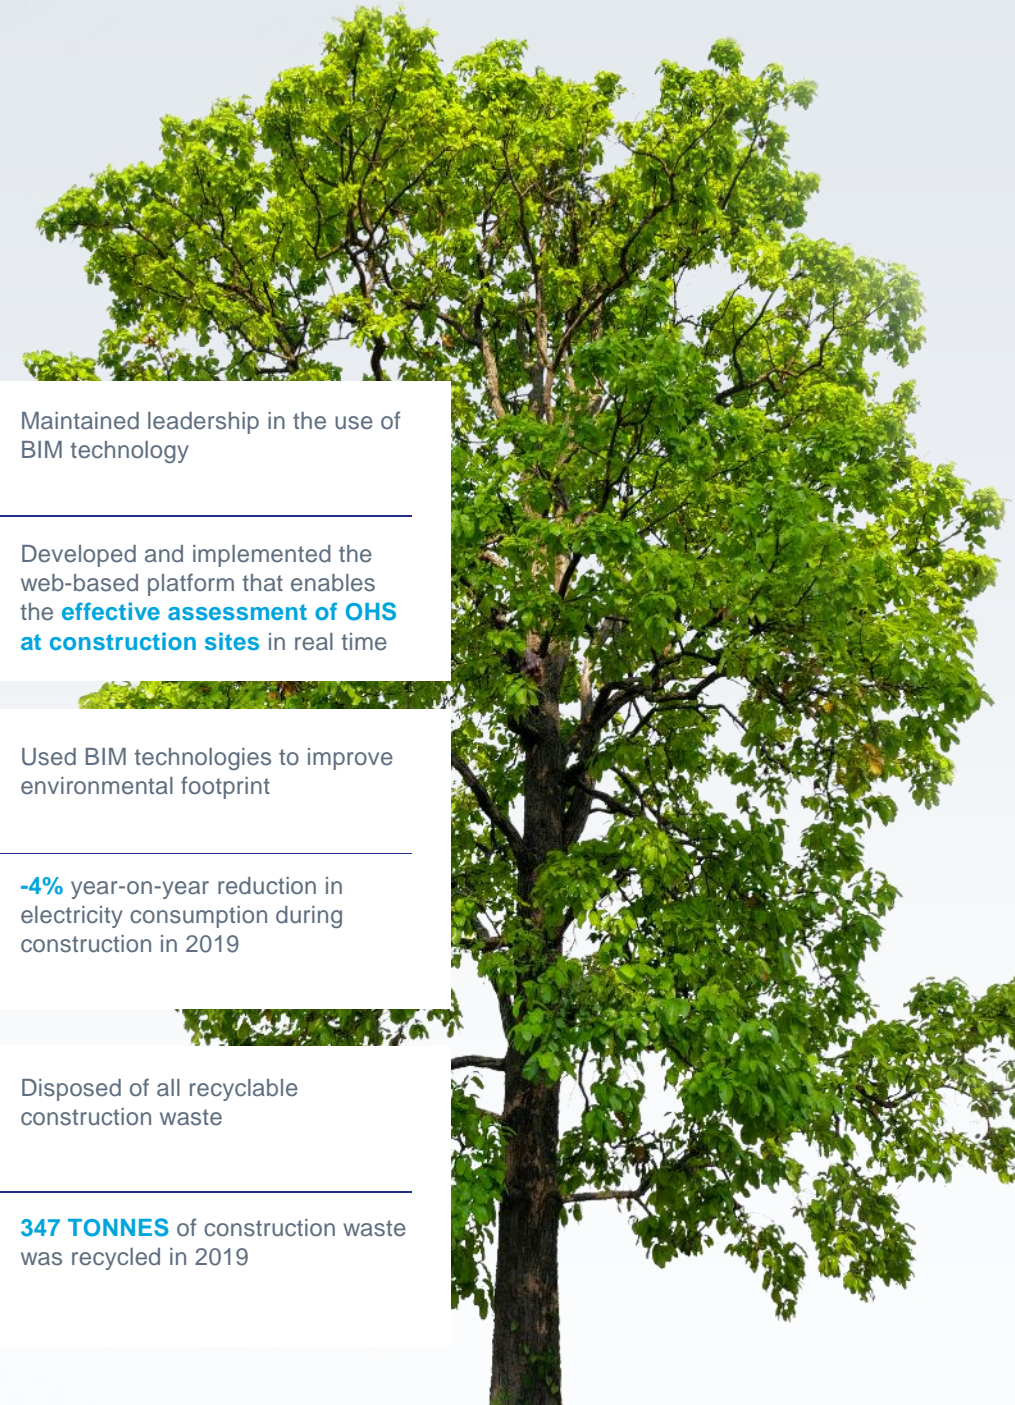 Maintained leadership in the use of
BIM technology
Developed and implemented the
web-based platform that enables
the effective assessment of OHS
at construction sites in real time
Used BIM technologies to improve
environmental footprint
-4% year-on-year reduction in
electricity consumption during
construction in 2019
Disposed of all recyclable
construction waste
347 TONNES of construction waste
was recycled in 2019